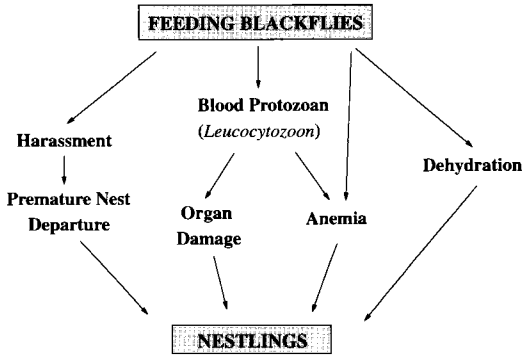 FEEDING BLACKFLIES
Blood Protozoan
(Leucocytozoon)
Harassment
Dehydration
Premature Nest
Departure
Organ
Damage
Anemia
NESTLINGS